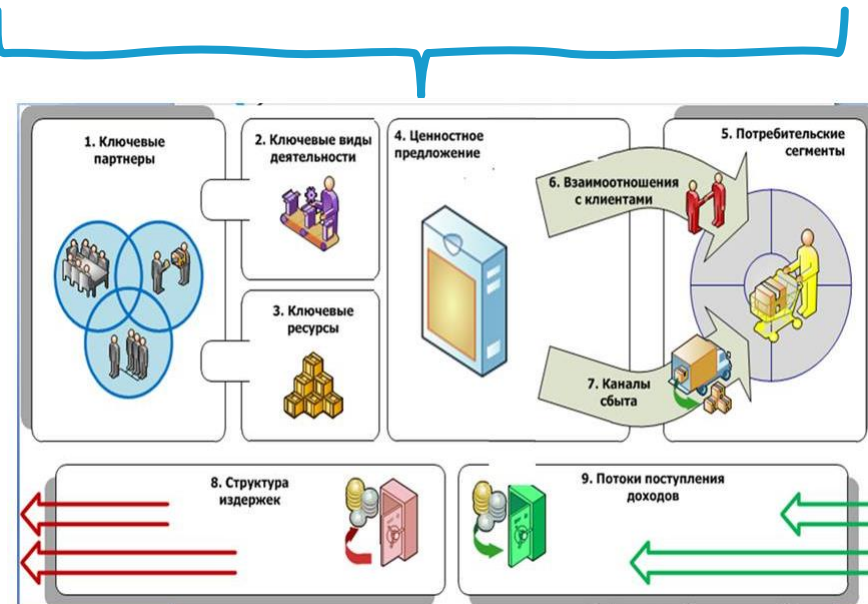 1. Ключевые
партнеры
2. Ключевые виды
деятельности
3. Ключевые
ресурсы
4. Ценностное
предложение
5. Потребительские
сегменты
6. Взаимоотношения
с клиентами
7. Каналы
сбыта
8. Структура
издержек
9. Потоки поступления
доходов